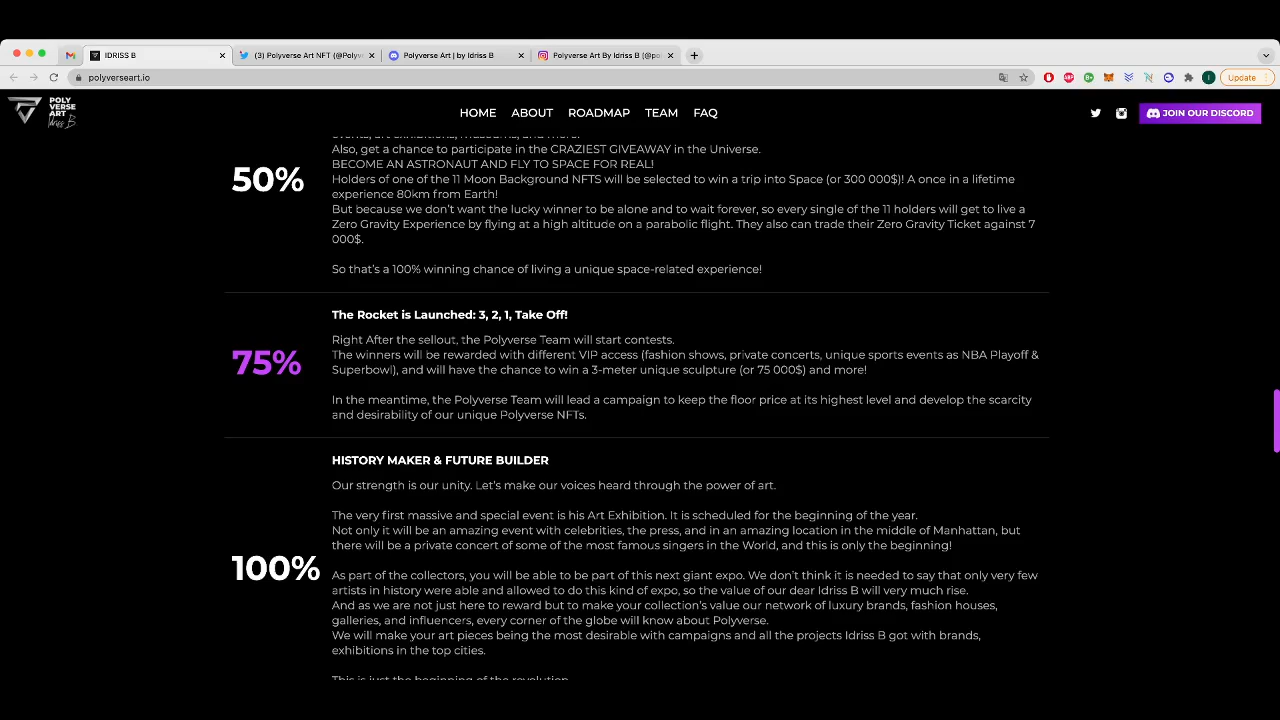 IDRISS B
(3) Polyverse Art NFT (@Polyv
Polyverse Art | by Idriss B
Polyverse Art By Idriss B (@po
polyverseart.io
Update
POLY
VERSE
ART
Idriss B.
HOME ABOUT ROADMAP TEAM FAQ
JOIN OUR DISCORD
Also, get a chance to participate in the CRAZIEST GIVEAWAY in the Universe.
BECOME AN ASTRONAUT AND FLY TO SPACE FOR REAL!
50%
Holders of one of the 11 Moon Background NFTS will be selected to win a trip into Space (or 300 000$)! A once in a lifetime
experience 80km from Earth!
But because we don't want the lucky winner to be alone and to wait forever, so every single of the 11 holders will get to live a
Zero Gravity Experience by flying at a high altitude on a parabolic flight. They also can trade their Zero Gravity Ticket against 7
000$.
So that's a 100% winning chance of living a unique space-related experience!
The Rocket is Launched: 3, 2, 1, Take Off!
75%
Right After the sellout, the Polyverse Team will start contests.
The winners will be rewarded with different VIP access (fashion shows, private concerts, unique sports events as NBA Playoff &
Superbowl), and will have the chance to win a 3-meter unique sculpture (or 75 000$) and more!
In the meantime, the Polyverse Team will lead a campaign to keep the floor price at its highest level and develop the scarcity
and desirability of our unique Polyverse NFTs.
HISTORY MAKER & FUTURE BUILDER
100%
Our strength is our unity. Let's make our voices heard through the power of art.
The very first massive and special event is his Art Exhibition. It is scheduled for the beginning of the year.
Not only it will be an amazing event with celebrities, the press, and in an amazing location in the middle of Manhattan, but
there will be a private concert of some of the most famous singers in the World, and this is only the beginning!
As part of the collectors, you will be able to be part of this next giant expo. We don't think it is needed to say that only very few
artists in history were able and allowed to do this kind of expo, so the value of our dear Idriss B will very much rise.
And as we are not just here to reward but to make your collection's value our network of luxury brands, fashion houses,
galleries, and influencers, every corner of the globe will know about Polyverse.
We will make your art pieces being the most desirable with campaigns and all the projects Idriss B got with brands,
exhibitions in the top cities.
This is just the beginning of the revolution